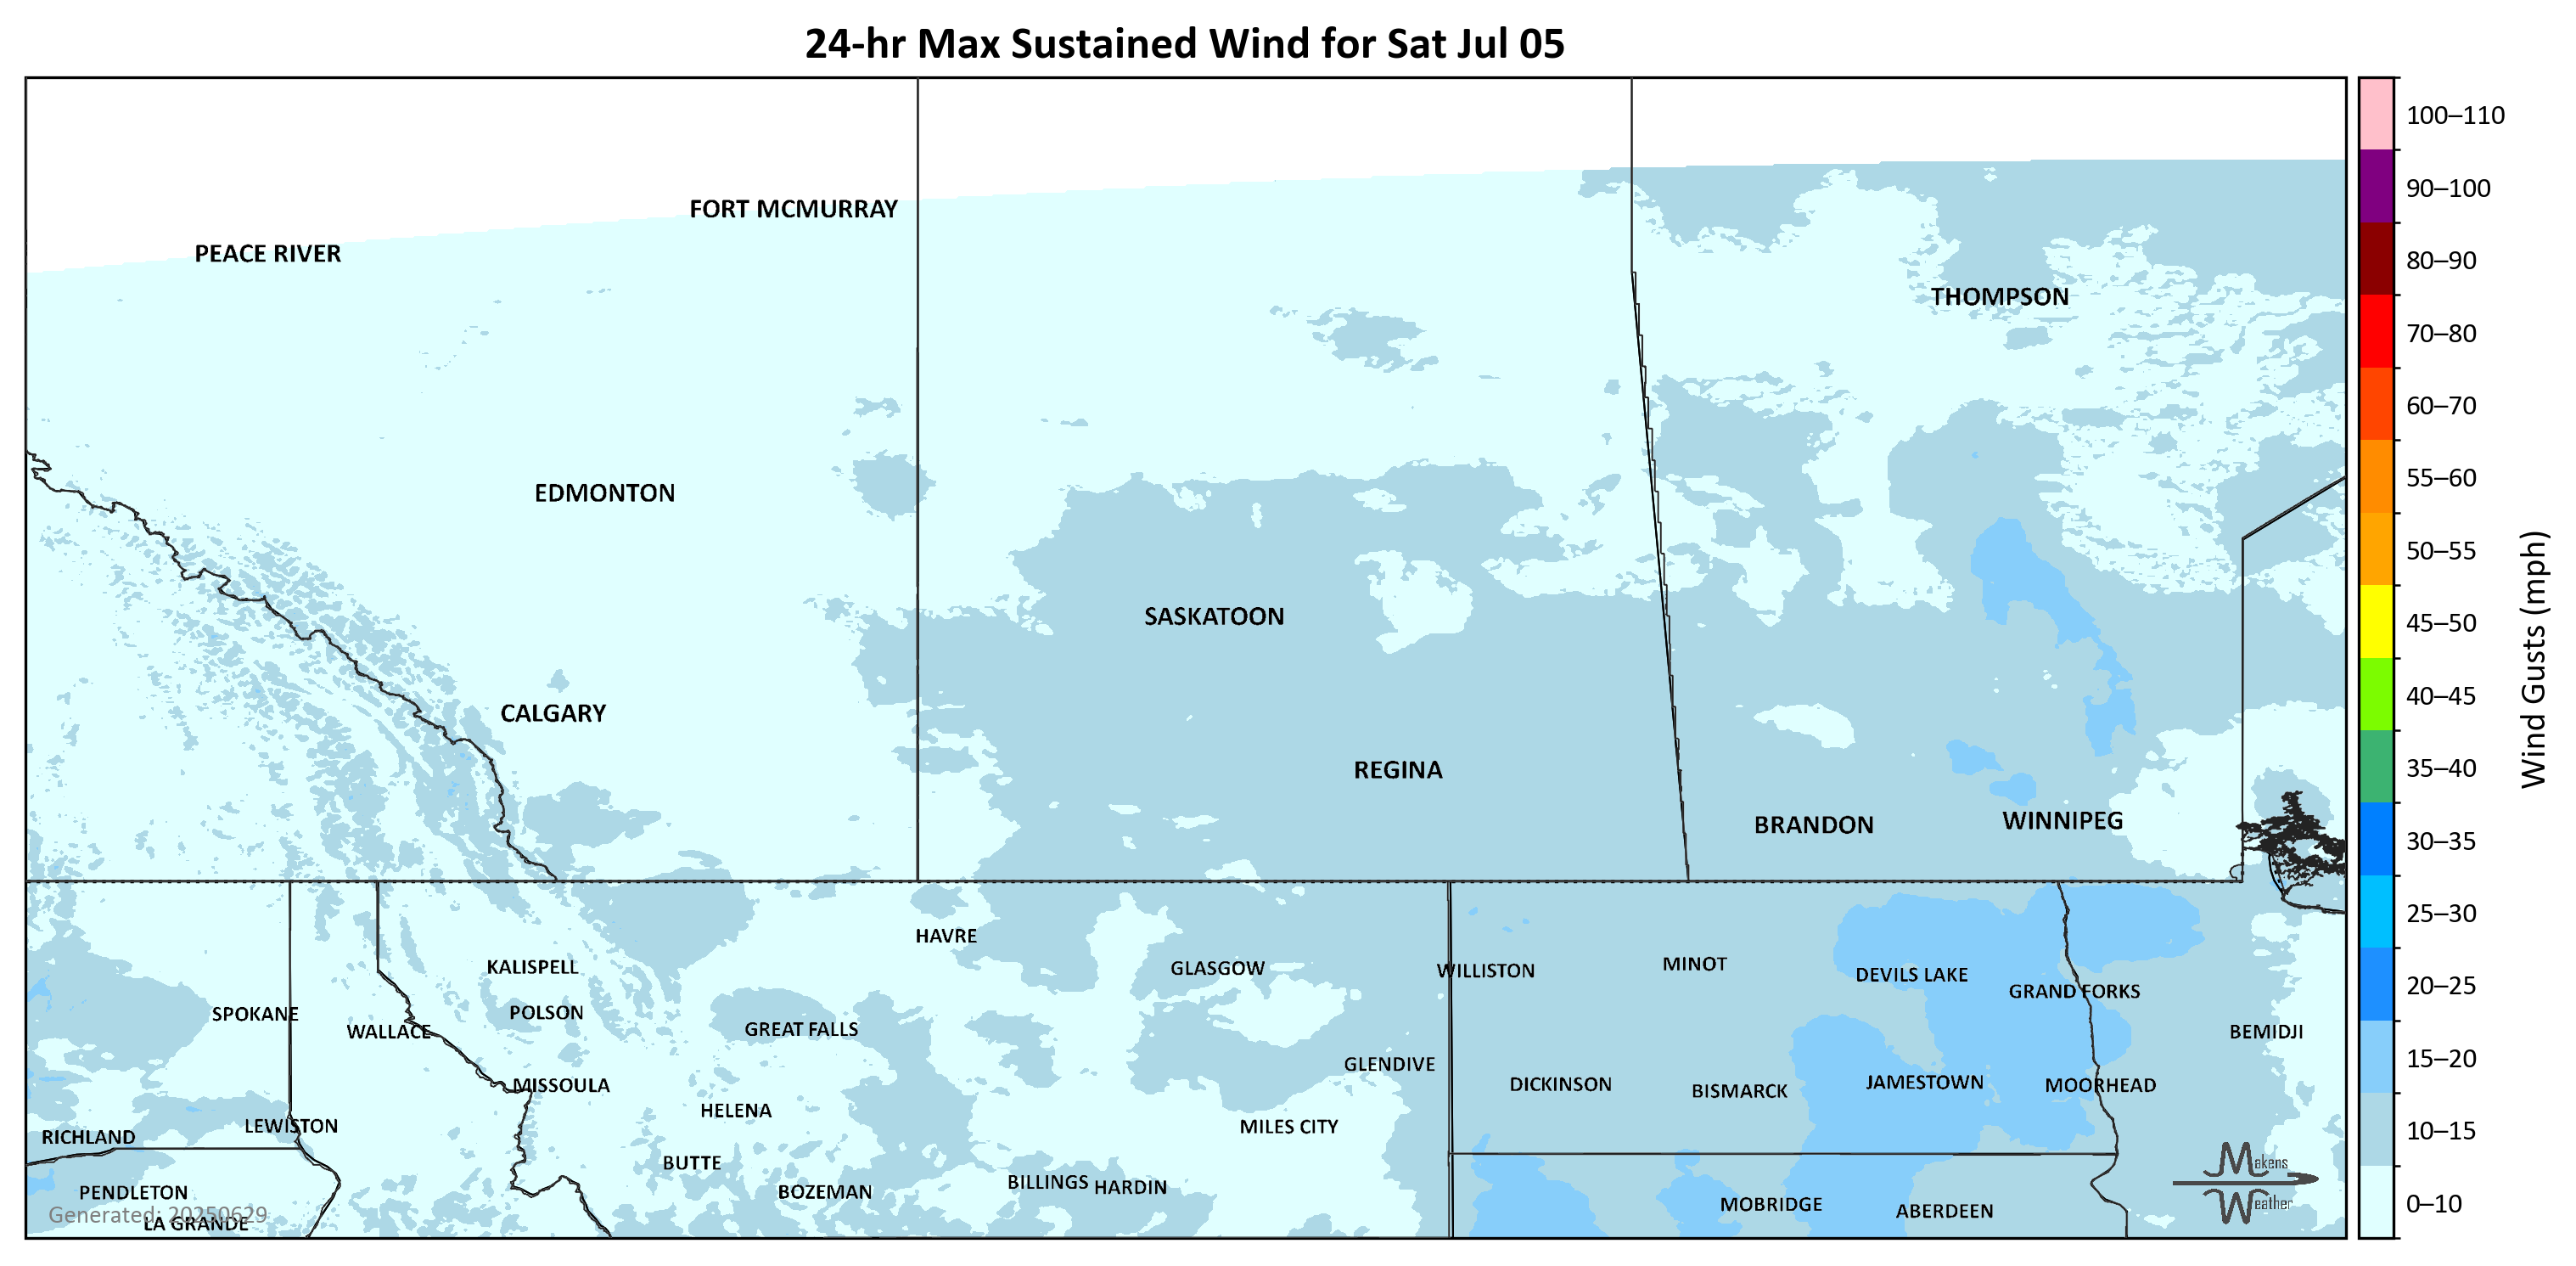 24-hr Max Sustained Wind for Sat Jul 05
FORT MCMURRAY
PEACE RIVER
THOMPSON
EDMONTON
SASKATOON
CALGARY
REGINA
BRANDON
WINNIPEG
HAVRE
KALISPELL
GLASGOW
WILLISTON
MINOT
DEVILS LAKE
GRAND FORKS
SPOKANE
POLSON
WALLACE
GREAT FALLS
BEMIDJI
GLENDIVE
MISSOULA
DICKINSON
BISMARCK
JAMESTOWN
MOORHEAD
HELENA
LEWISTON
MILES CITY
RICHLAND
BUTTE
BILLINGS
HARDIN
PENDLETON
BOZEMAN
MOBRIDGE
ABERDEEN
Generated: 20250629
LA GRANDE
Makens
Weather
100–110
90–100
80–90
70–80
60–70
55–60
50–55
45–50
40–45
35–40
30–35
25–30
20–25
15–20
10–15
0–10
Wind Gusts (mph)